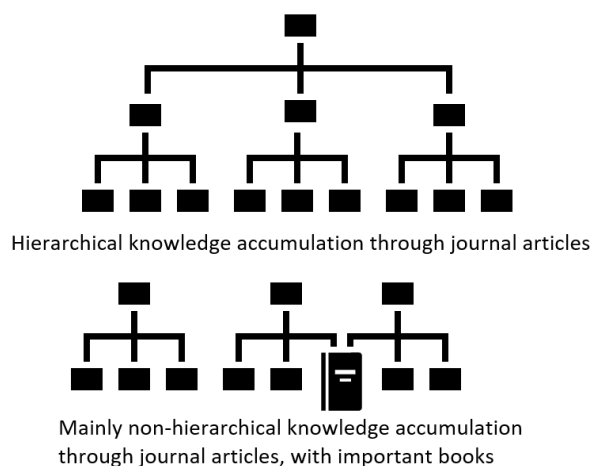 Hierarchical knowledge accumulation through journal articles
Mainly non-hierarchical knowledge accumulation
through journal articles, with important books